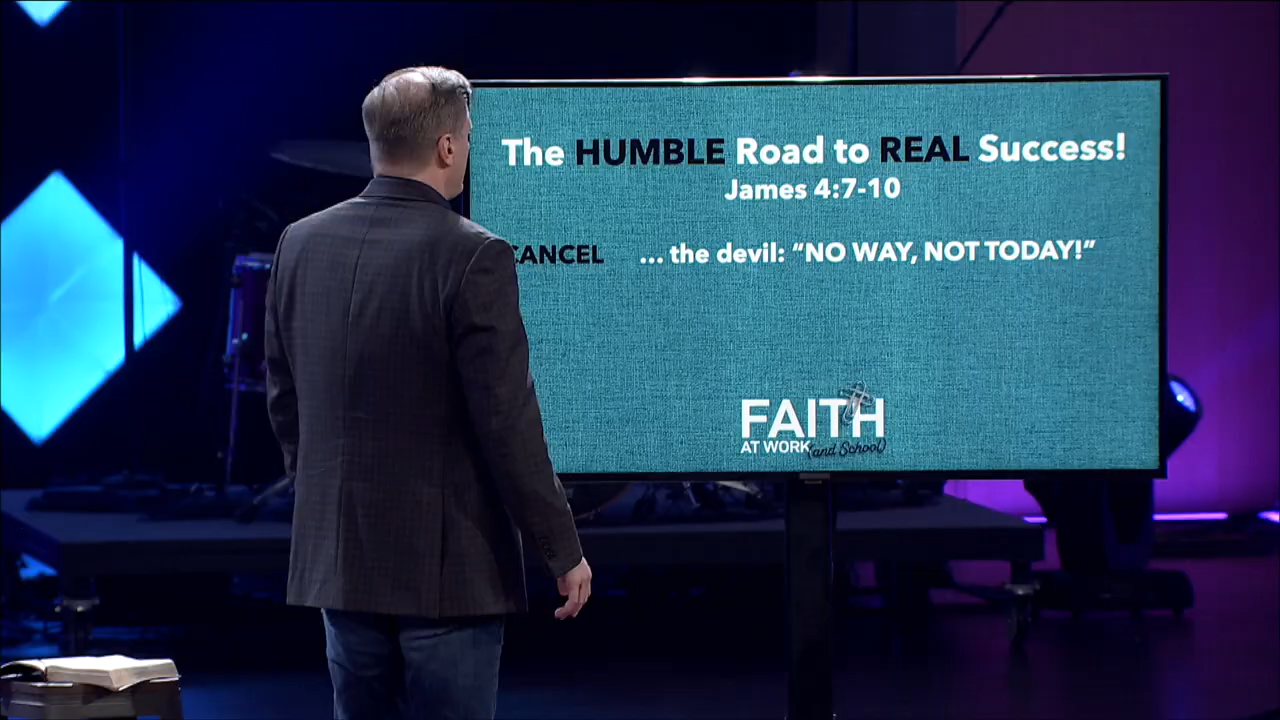 The HUMBLE Road to REAL Success!
James 4:7-10
CANCEL ... the devil: “NO WAY, NOT TODAY!”
FAITH
AT WORK (and School)